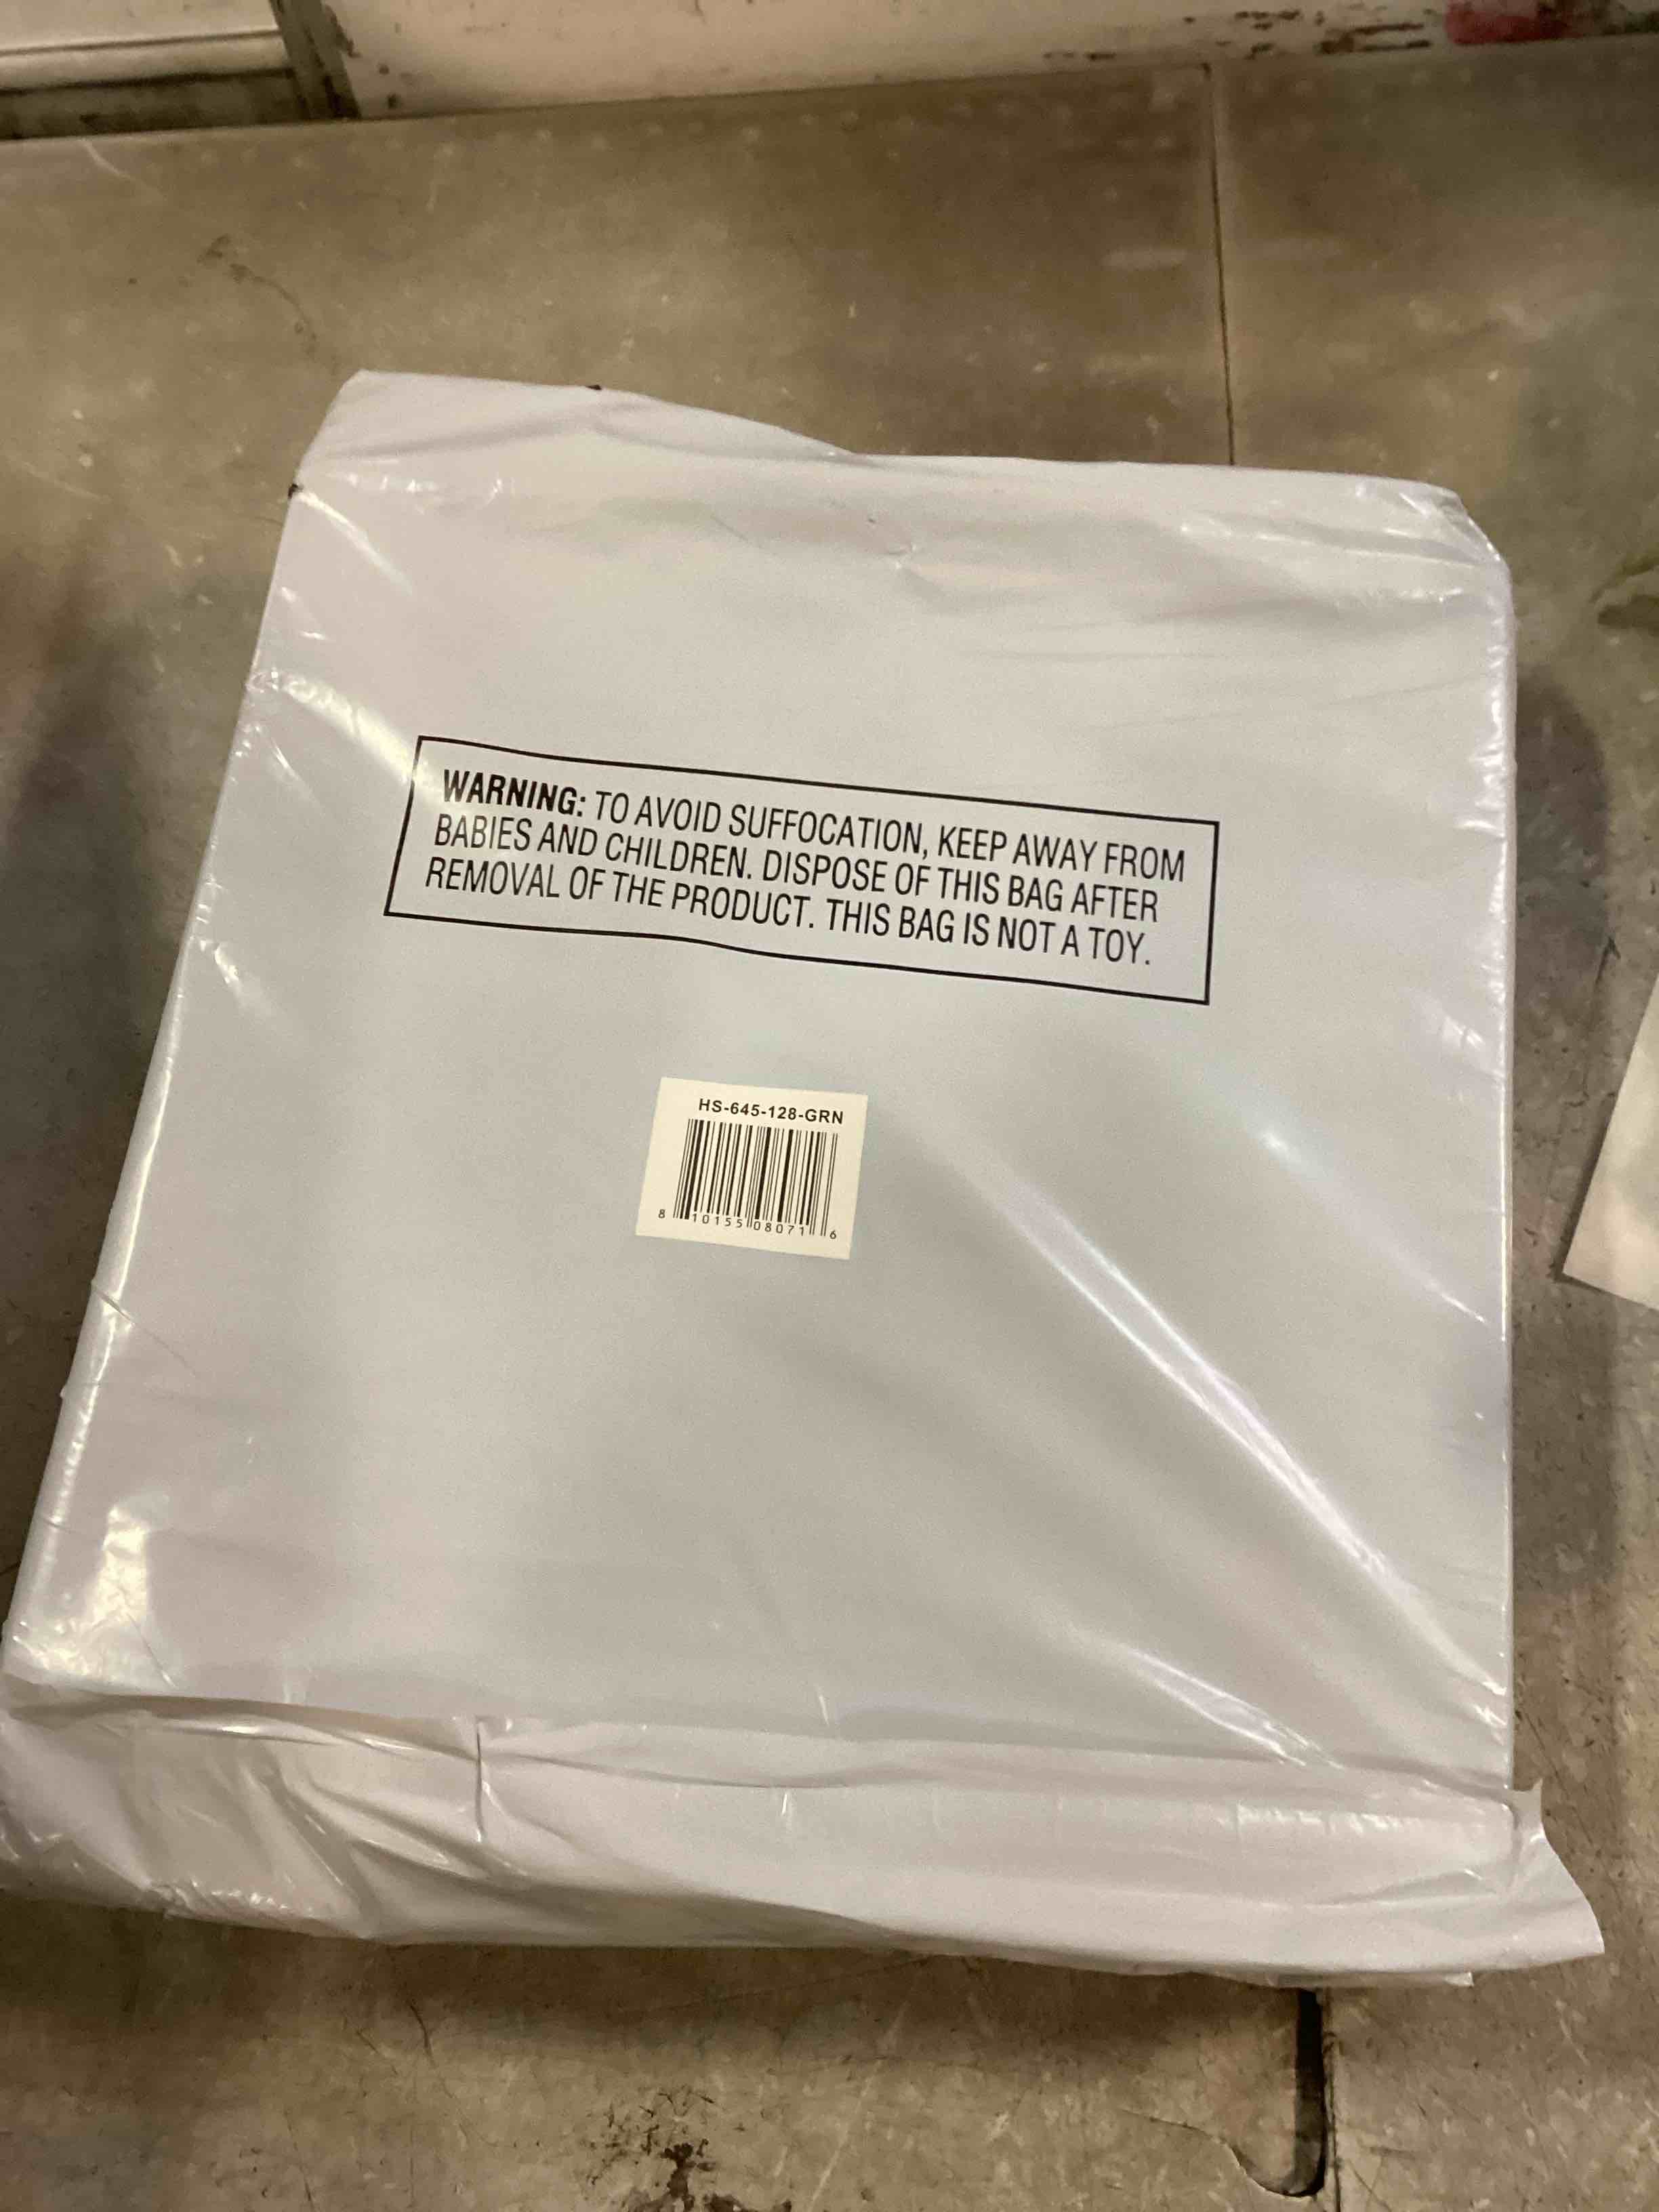 WARNING: TO AVOID SUFFOCATION, KEEP AWAY FROM
BABIES AND CHILDREN. DISPOSE OF THIS BAG AFTER
REMOVAL OF THE PRODUCT. THIS BAG IS NOT A TOY.
HS-645-128-GRN
8 10155 08071 6